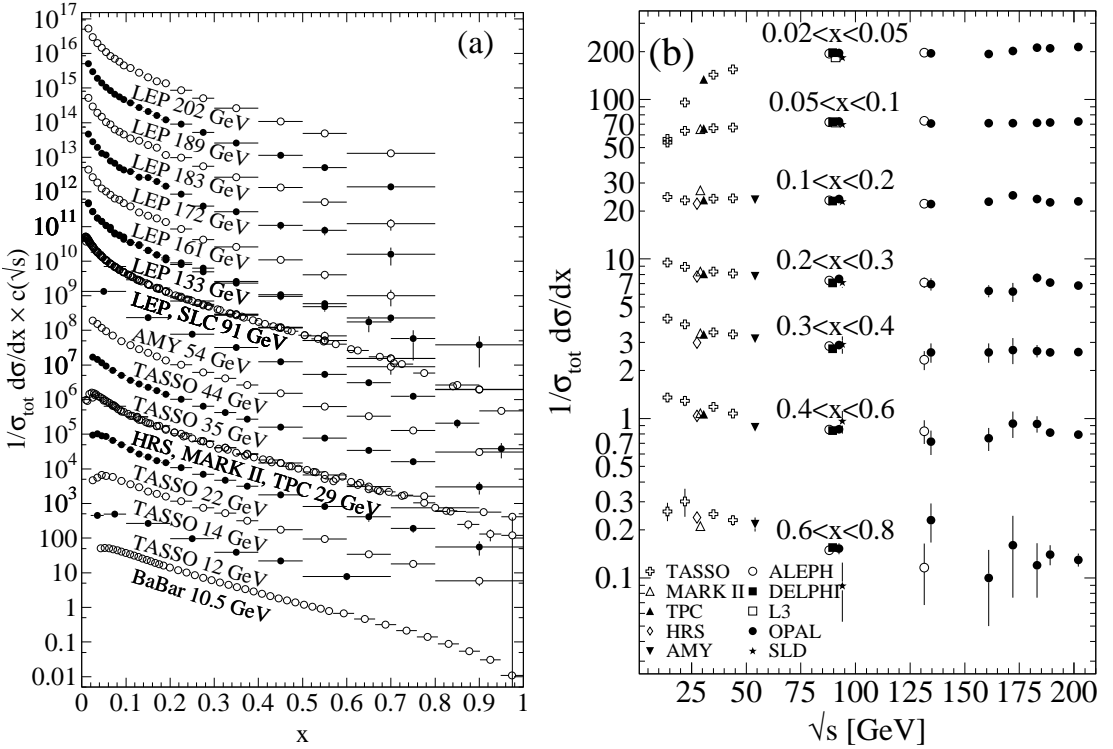 (a)
10^17
10^16
10^15
10^14
10^13
10^12
10^11
10^10
10^9
10^8
10^7
10^6
10^5
10^4
10^3
100
10
1
0.1
0.01
1/σtot dσ/dx × c(√s)
LEP 202 GeV
LEP 189 GeV
LEP 183 GeV
LEP 172 GeV
LEP 161 GeV
LEP 133 GeV
LEP, SLC 91 GeV
AMY 54 GeV
TASSO 44 GeV
TASSO 35 GeV
HRS, MARK II, TPC 29 GeV
TASSO 22 GeV
TASSO 14 GeV
TASSO 12 GeV
BaBar 10.5 GeV
0 0.1 0.2 0.3 0.4 0.5 0.6 0.7 0.8 0.9 1
x
(b)
200
100
70
50
30
20
10
7
5
3
2
1
0.7
0.5
0.3
0.2
0.1
1/σtot dσ/dx
0.02<x<0.05
0.05<x<0.1
0.1<x<0.2
0.2<x<0.3
0.3<x<0.4
0.4<x<0.6
0.6<x<0.8
TASSO
MARK II
TPC
HRS
AMY
ALEPH
DELPHI
L3
OPAL
SLD
25 50 75 100 125 150 175 200
√s [GeV]